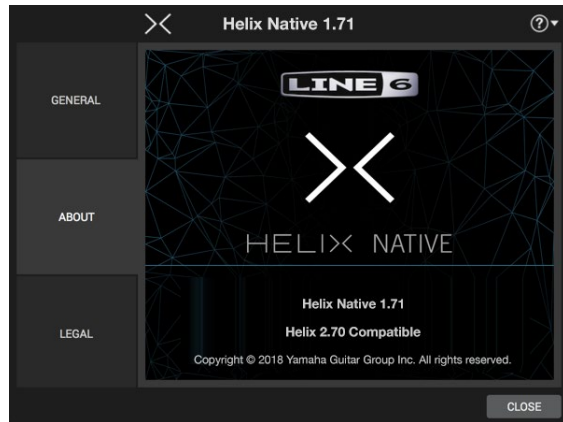 Helix Native 1.71
?
GENERAL
ABOUT
LEGAL
LINE 6
HELIX NATIVE
Helix Native 1.71
Helix 2.70 Compatible
Copyright © 2018 Yamaha Guitar Group Inc. All rights reserved.
CLOSE